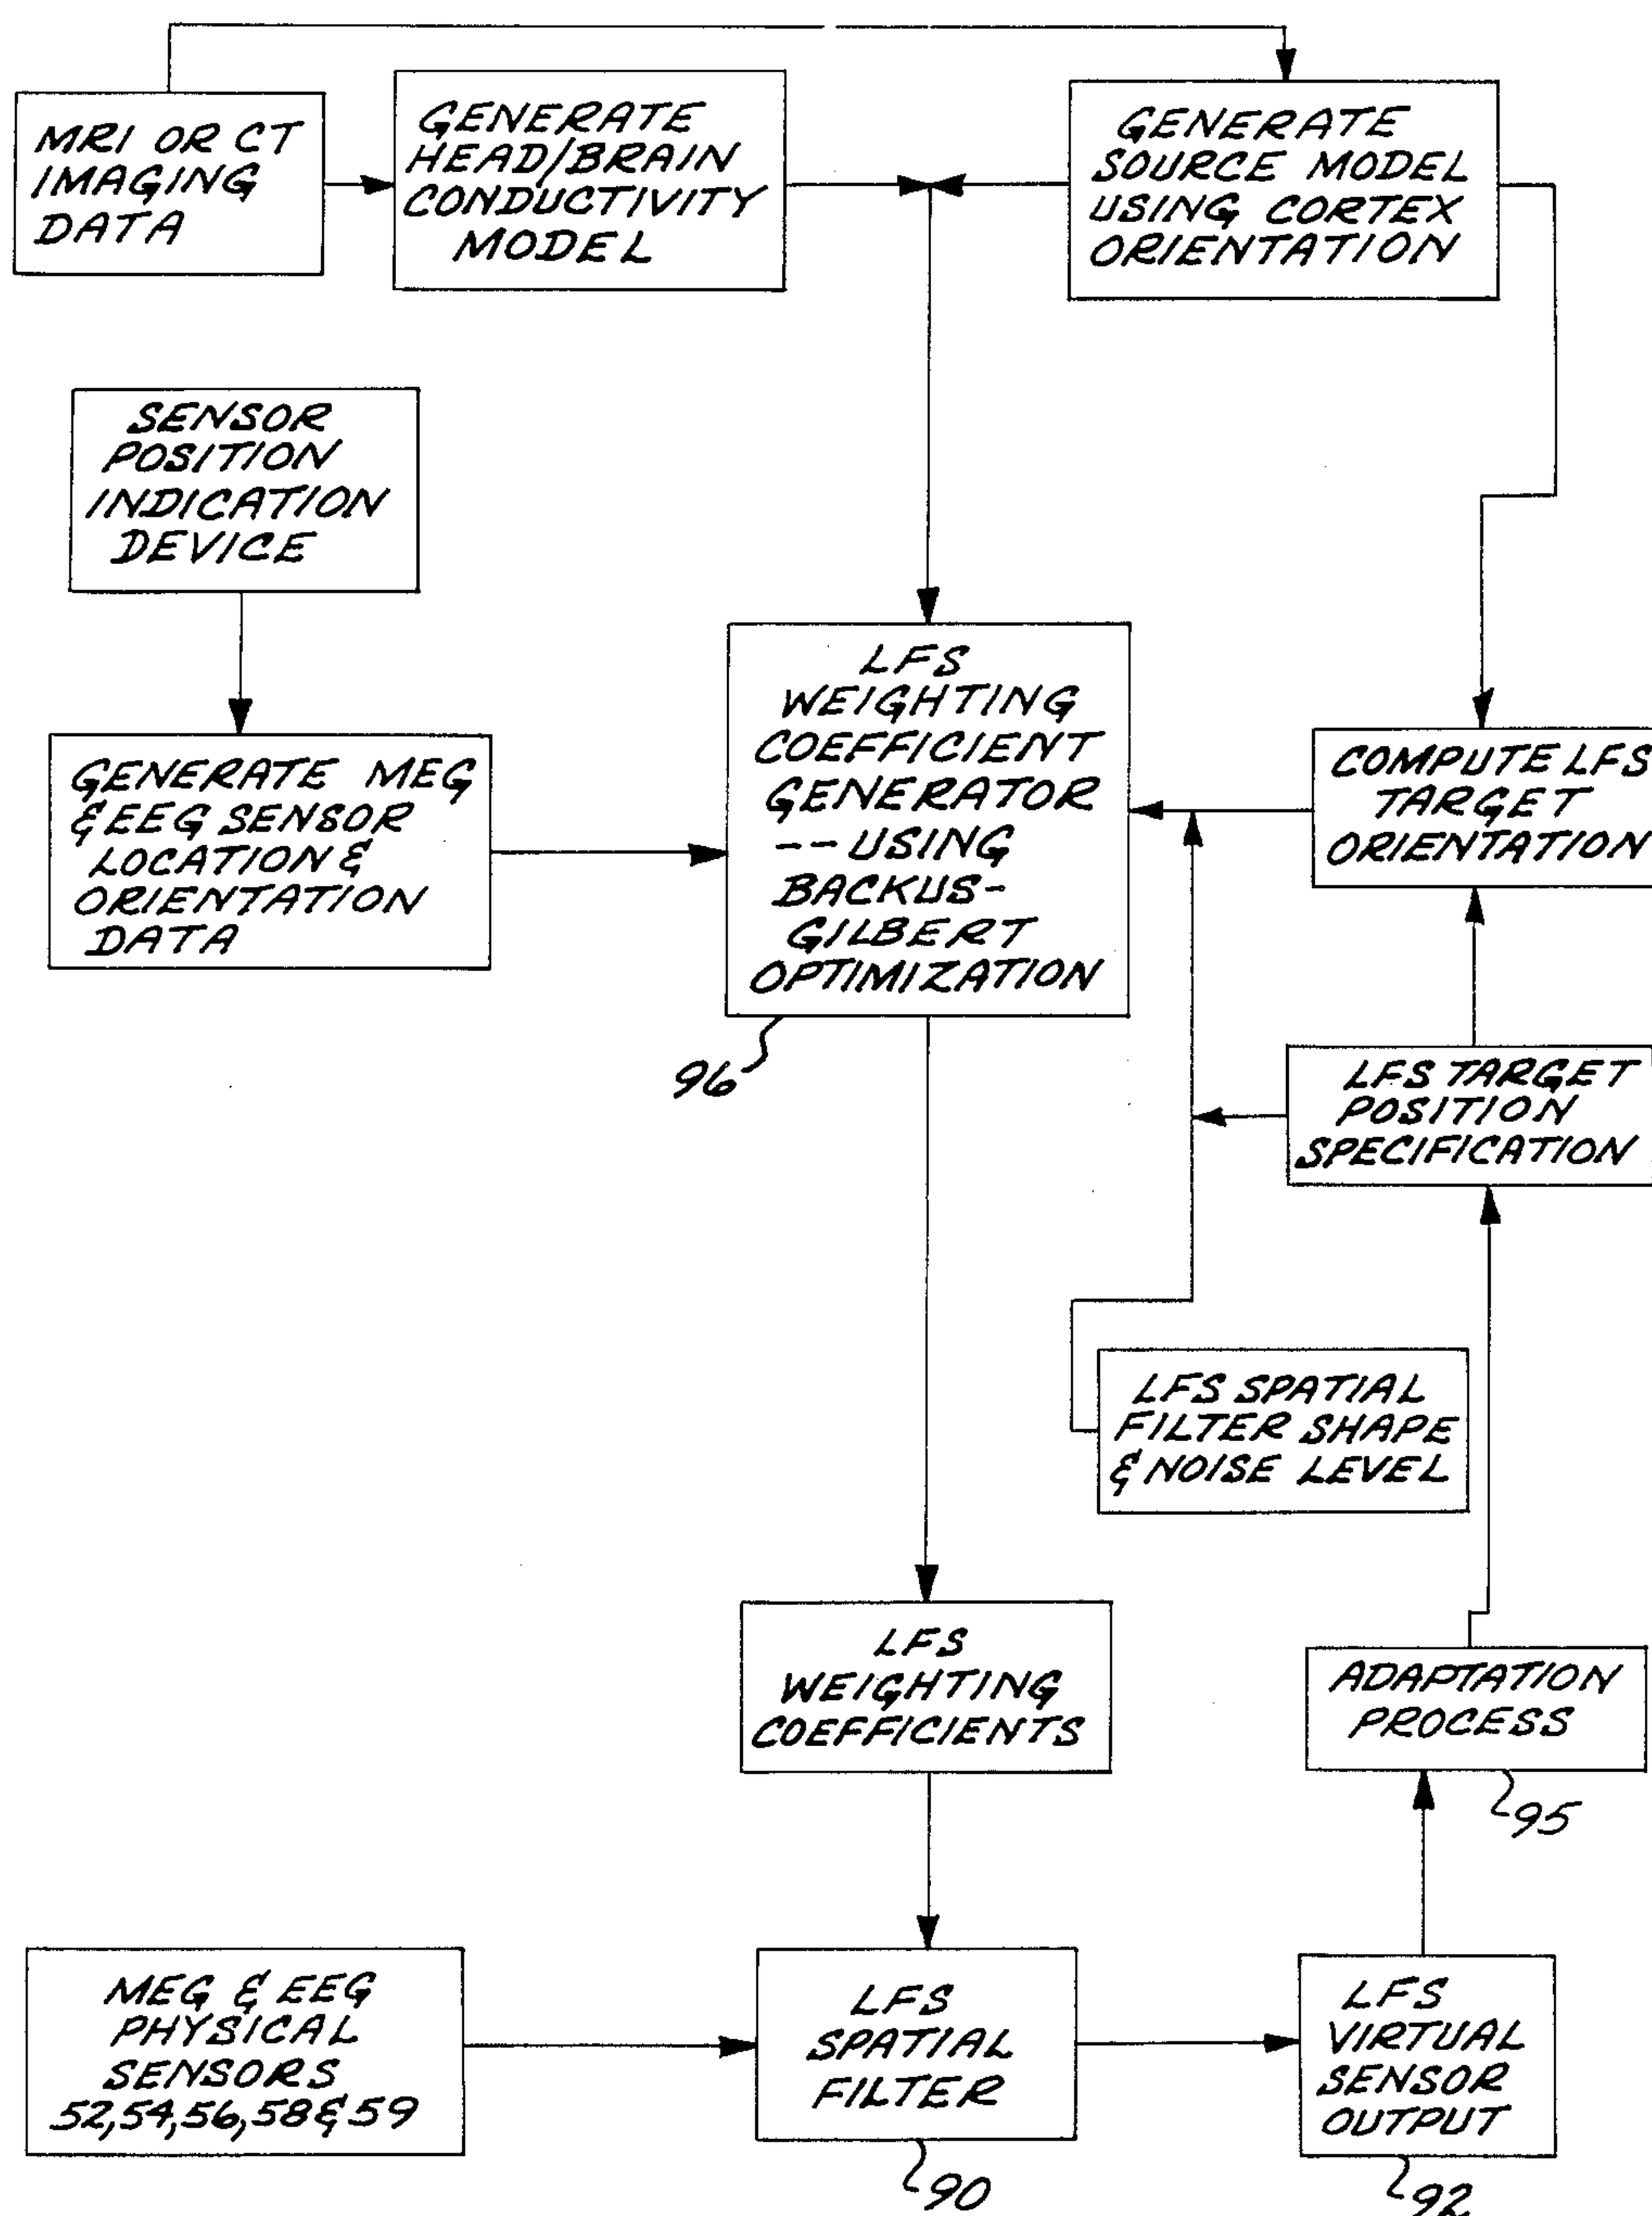 MRI OR CT
IMAGING
DATA
GENERATE
HEAD/BRAIN
CONDUCTIVITY
MODEL
GENERATE
SOURCE MODEL
USING CORTEX
ORIENTATION
SENSOR
POSITION
INDICATION
DEVICE
GENERATE MEG
& EEG SENSOR
LOCATION &
ORIENTATION
DATA
LFS
WEIGHTING
COEFFICIENT
GENERATOR
-- USING
BACKUS-
GILBERT
OPTIMIZATION
96
COMPUTE LFS
TARGET
ORIENTATION
LFS TARGET
POSITION
SPECIFICATION
LFS SPATIAL
FILTER SHAPE
& NOISE LEVEL
LFS
WEIGHTING
COEFFICIENTS
ADAPTATION
PROCESS
95
MEG & EEG
PHYSICAL
SENSORS
52,54,56,58 & 59
LFS
SPATIAL
FILTER
90
LFS
VIRTUAL
SENSOR
OUTPUT
92